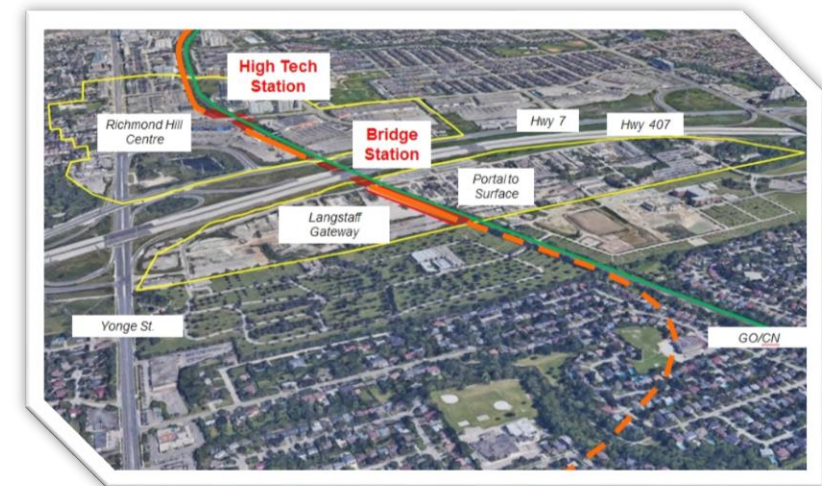 High Tech
Station
Richmond Hill
Centre
Bridge
Station
Hwy 7
Hwy 407
Portal to
Surface
Langstaff
Gateway
Yonge St.
GO/CN